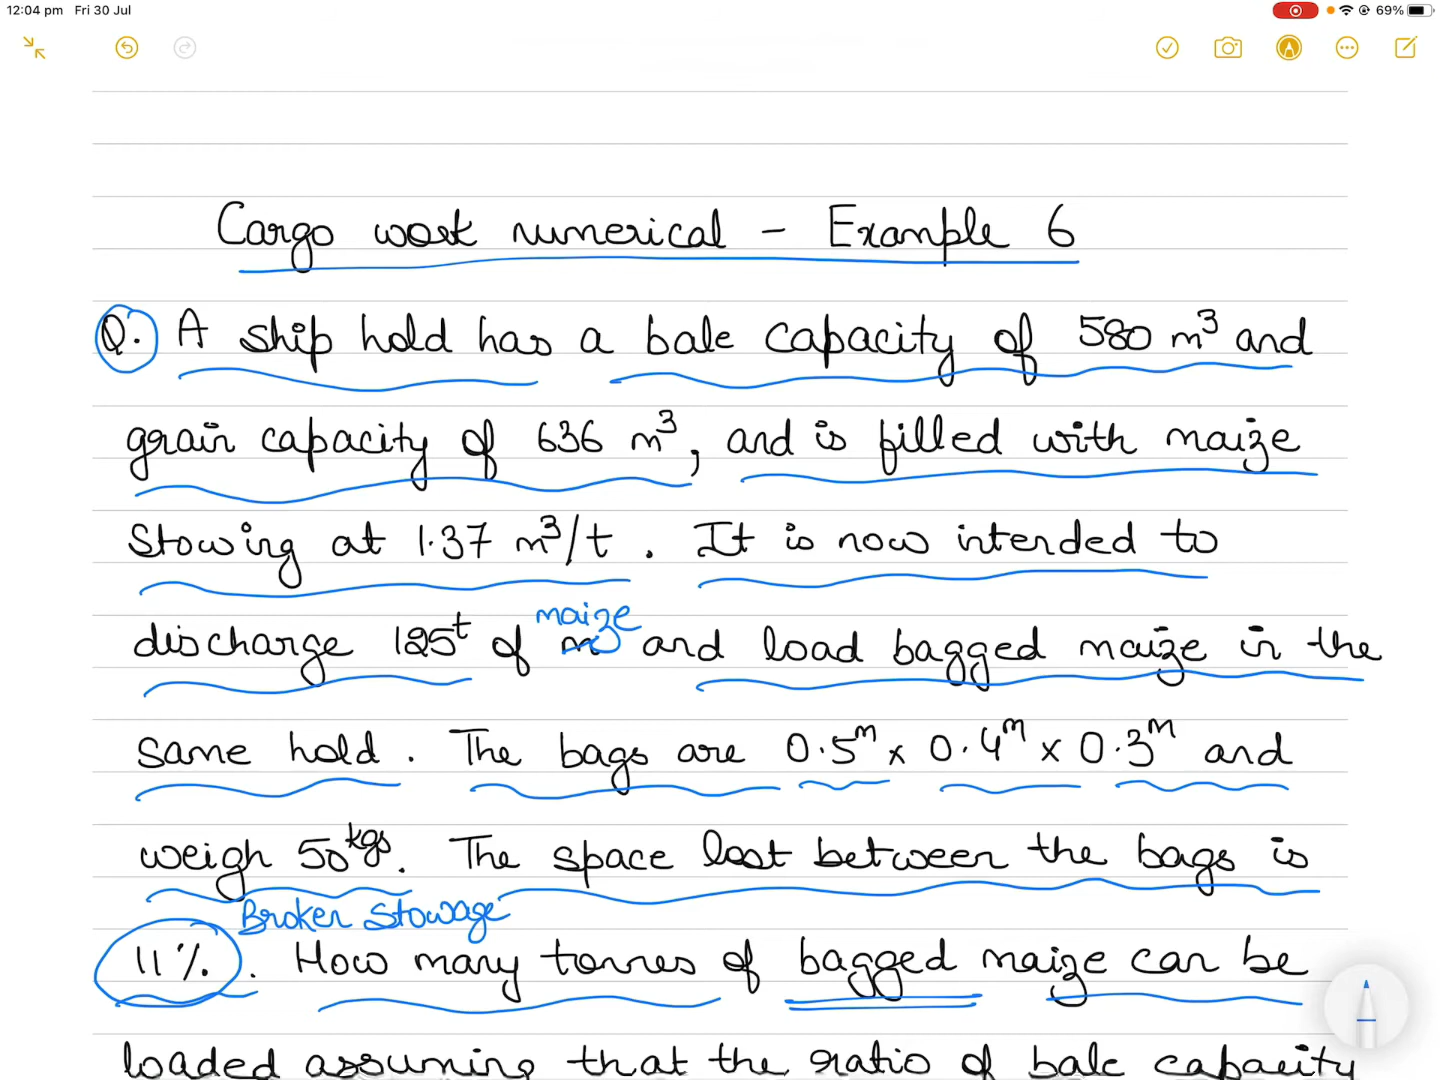 12:04 pm Fri 30 Jul
69%
Cargo work numerical - Example 6
Q. A ship hold has a bale capacity of 580 m³ and
grain capacity of 636 m³, and is filled with maize
stowing at 1.37 m³/t. It is now intended to
maize
discharge 125t of m and load bagged maize in the
same hold. The bags are 0.5m x 0.4m x 0.3m and
weigh 50kgs. The space lost between the bags is
Broken Stowage
11%. How many tonnes of bagged maize can be
loaded assuming that the ratio of bale capacity